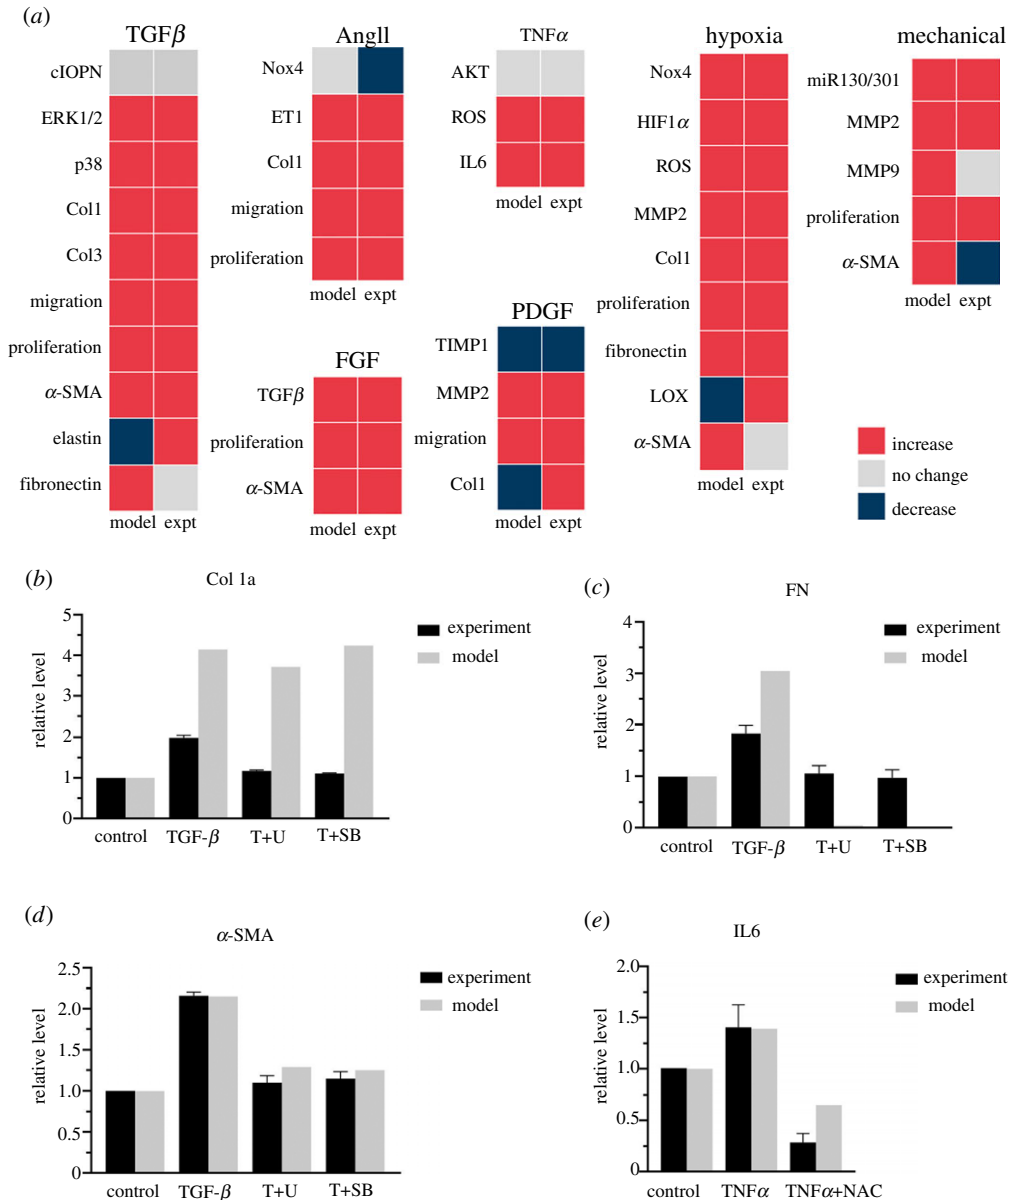 (a)
TGFβ
cIOPN
ERK1/2
p38
Col1
Col3
migration
proliferation
α-SMA
elastin
fibronectin
model expt
AngII
Nox4
ET1
Col1
migration
proliferation
model expt
FGF
TGFβ
proliferation
α-SMA
model expt
TNFα
AKT
ROS
IL6
model expt
PDGF
TIMP1
MMP2
migration
Col1
model expt
hypoxia
Nox4
HIF1α
ROS
MMP2
Col1
proliferation
fibronectin
LOX
α-SMA
model expt
mechanical
miR130/301
MMP2
MMP9
proliferation
α-SMA
model expt
increase
no change
decrease
(b)
Col 1a
5
4
3
2
1
0
relative level
control TGF-β T+U T+SB
experiment
model
(c)
FN
4
3
2
1
0
relative level
control TGF-β T+U T+SB
experiment
model
(d)
α-SMA
2.5
2.0
1.5
1.0
0.5
0
relative level
control TGF-β T+U T+SB
experiment
model
(e)
IL6
2.0
1.5
1.0
0.5
0
relative level
control TNFα TNFα+NAC
experiment
model